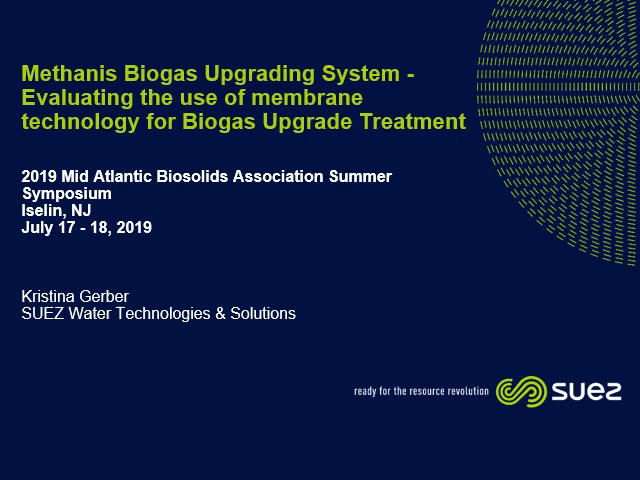 Methanis Biogas Upgrading System -
Evaluating the use of membrane
technology for Biogas Upgrade Treatment
2019 Mid Atlantic Biosolids Association Summer
Symposium
Iselin, NJ
July 17 - 18, 2019
Kristina Gerber
SUEZ Water Technologies & Solutions
ready for the resource revolution
suez